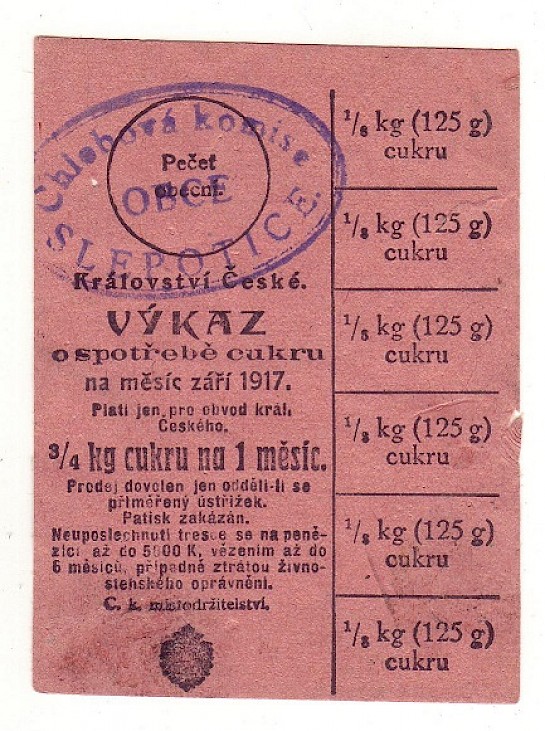 Chlebová komise
OBCE
SLEPOTICE
Pečeť
obecní.
Království České.
VÝKAZ
o spotřebě cukru
na měsíc září 1917.
Platí jen pro obvod král.
Českého.
3/4 kg cukru na 1 měsíc.
Prodej dovolen jen oddělí-li se
přiměřený ústřižek.
Patisk zakázán.
Neuposlechnutí tresce se na peně-
zích až do 5000 K, vězením až do
6 měsíců, případně ztrátou živno-
stenského oprávnění.
C. k. místodržitelství.
1/8 kg (125 g)
cukru
1/8 kg (125 g)
cukru
1/8 kg (125 g)
cukru
1/8 kg (125 g)
cukru
1/8 kg (125 g)
cukru
1/8 kg (125 g)
cukru